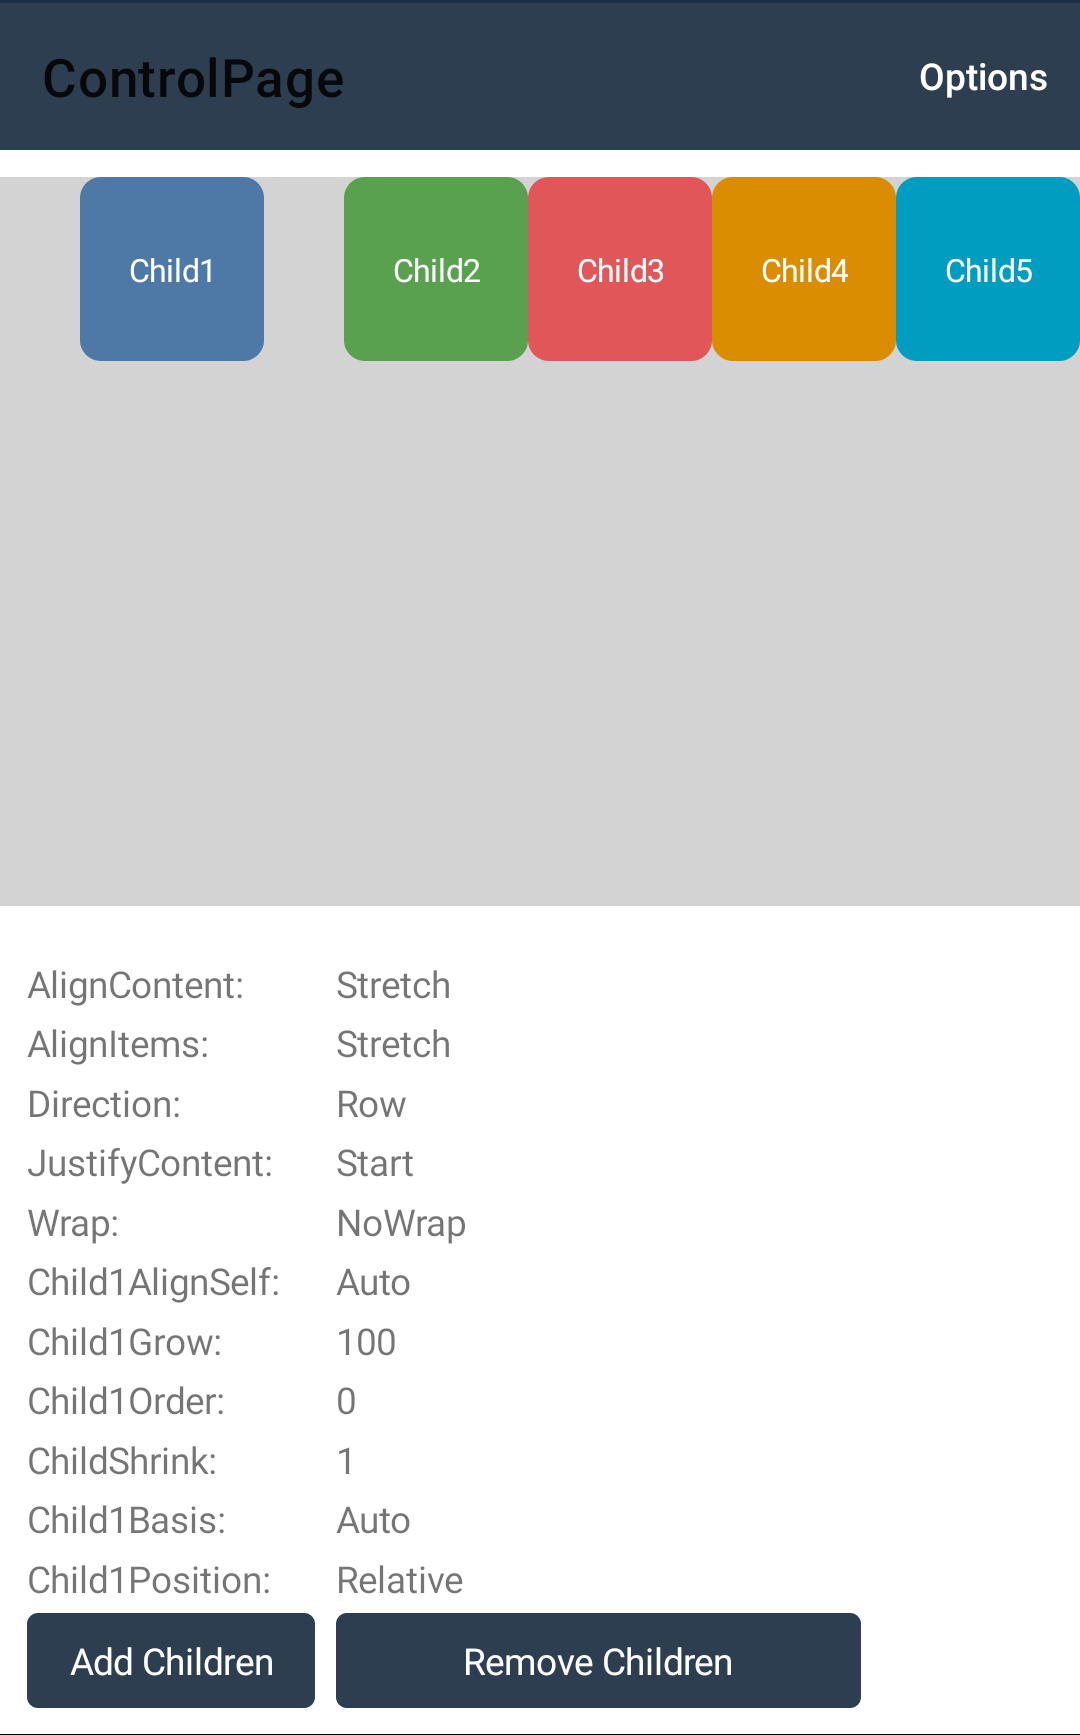 ControlPage Options
Child1 Child2 Child3 Child4 Child5
AlignContent: Stretch
AlignItems: Stretch
Direction: Row
JustifyContent: Start
Wrap: NoWrap
Child1AlignSelf: Auto
Child1Grow: 100
Child1Order: 0
ChildShrink: 1
Child1Basis: Auto
Child1Position: Relative
Add Children Remove Children